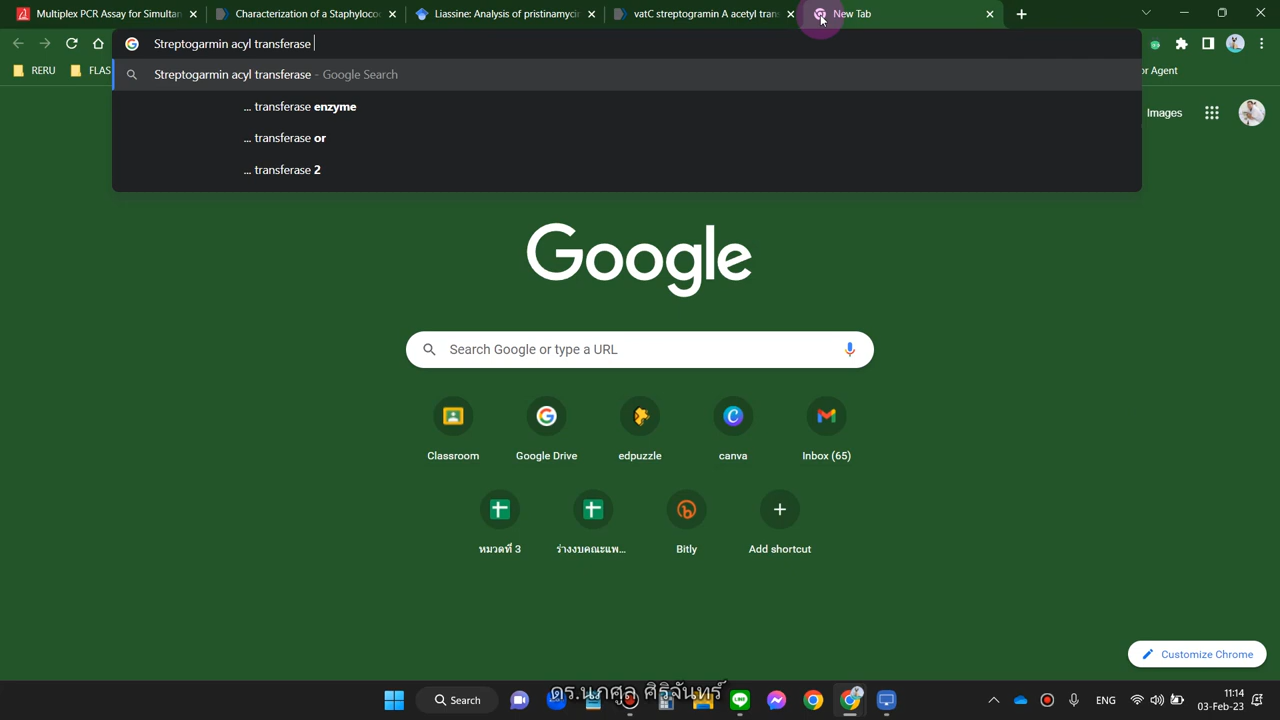 Multiplex PCR Assay for Simultan
Characterization of a Staphyloco
Liassine: Analysis of pristinamyci
vatC streptogramin A acetyl tran
New Tab
Streptogarmin acyl transferase
RERU
FLAS
or Agent
Streptogarmin acyl transferase - Google Search
... transferase enzyme
... transferase or
... transferase 2
Images
Google
Search Google or type a URL
Classroom
Google Drive
edpuzzle
canva
Inbox (65)
หมวดที่ 3
ร่างงบคณะแพ...
Bitly
Add shortcut
Customize Chrome
ดร.นภศูล ศิริจันทร์
Search
ENG
11:14
03-Feb-23